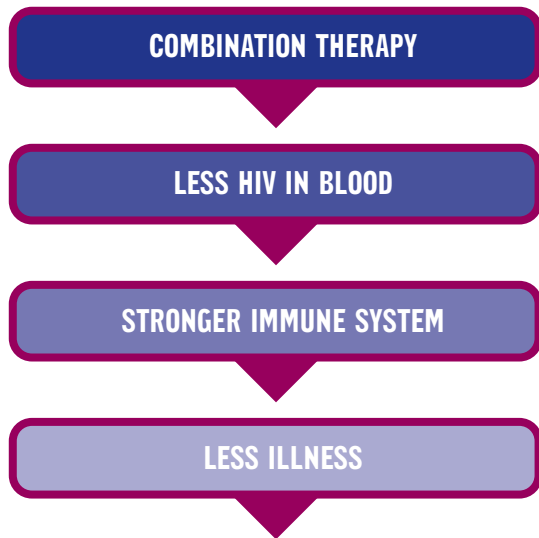 COMBINATION THERAPY
LESS HIV IN BLOOD
STRONGER IMMUNE SYSTEM
LESS ILLNESS